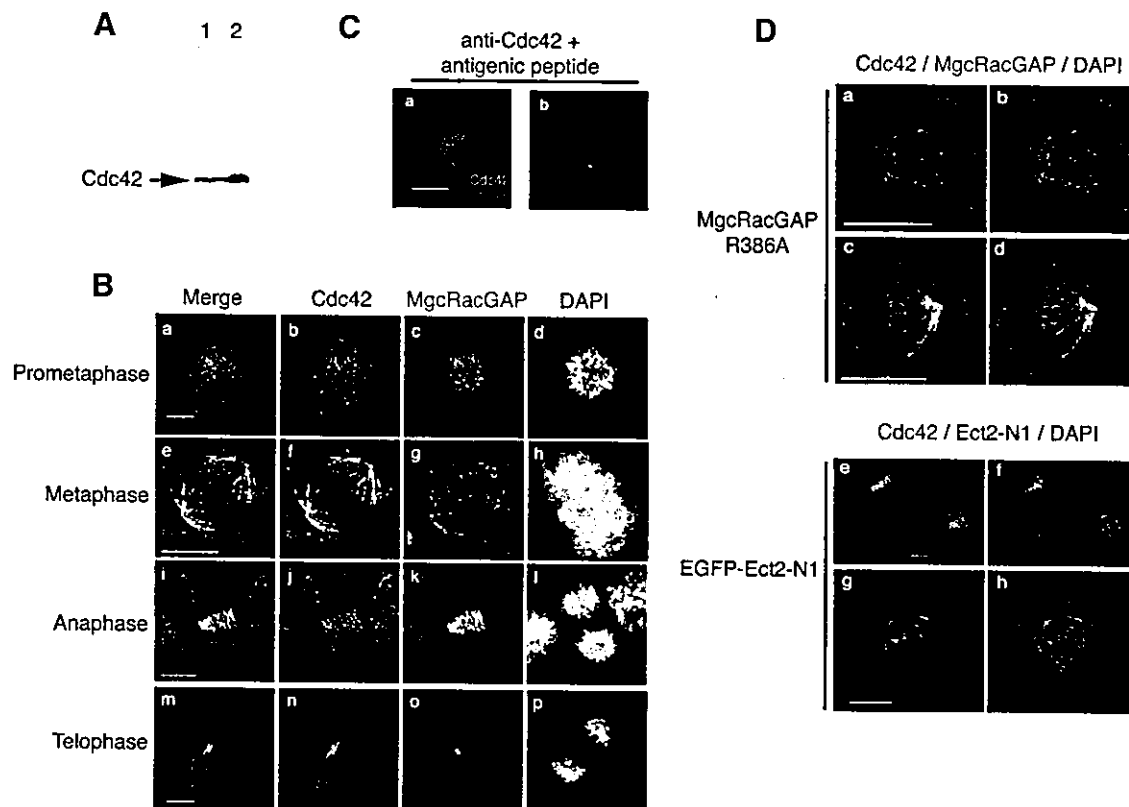 A
1 2
Cdc42
B
Merge Cdc42 MgcRacGAP DAPI
Prometaphase
a b c d
Metaphase
e f g h
Anaphase
i j k l
Telophase
m n o p
C
anti-Cdc42 +
antigenic peptide
a b
Cdc42
D
Cdc42 / MgcRacGAP / DAPI
a b
MgcRacGAP
R386A
c d
Cdc42 / Ect2-N1 / DAPI
e f
EGFP-Ect2-N1
g h